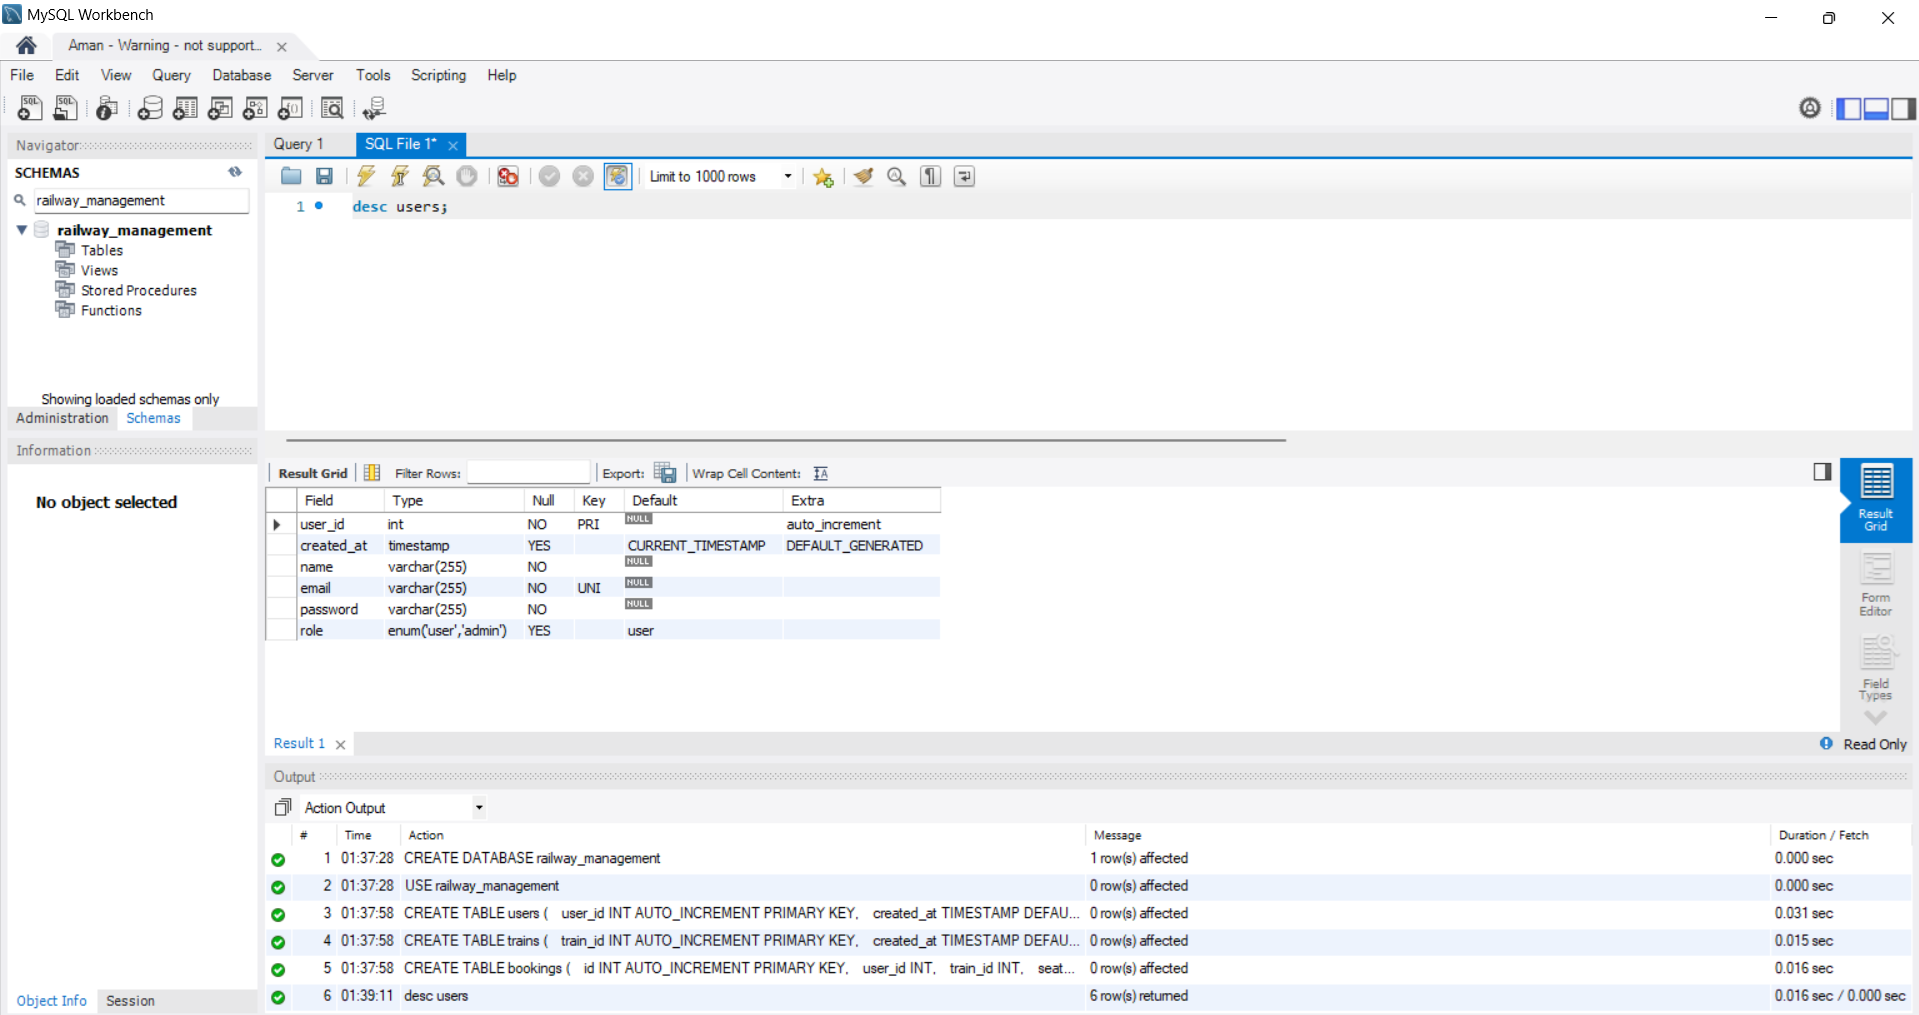 MySQL Workbench
Aman - Warning - not support...
File Edit View Query Database Server Tools Scripting Help
Navigator
SCHEMAS
railway_management
railway_management
Tables
Views
Stored Procedures
Functions
Showing loaded schemas only
Administration Schemas
Information
No object selected
Object Info Session
Query 1 SQL File 1*
Limit to 1000 rows
1 desc users;
Result Grid Filter Rows: Export: Wrap Cell Content:
Field Type Null Key Default Extra
user_id int NO PRI NULL auto_increment
created_at timestamp YES CURRENT_TIMESTAMP DEFAULT_GENERATED
name varchar(255) NO NULL
email varchar(255) NO UNI NULL
password varchar(255) NO NULL
role enum('user','admin') YES user
Result
Grid
Form
Editor
Field
Types
Result 1 Read Only
Output
Action Output
# Time Action Message Duration / Fetch
1 01:37:28 CREATE DATABASE railway_management 1 row(s) affected 0.000 sec
2 01:37:28 USE railway_management 0 row(s) affected 0.000 sec
3 01:37:58 CREATE TABLE users ( user_id INT AUTO_INCREMENT PRIMARY KEY, created_at TIMESTAMP DEFAU... 0 row(s) affected 0.031 sec
4 01:37:58 CREATE TABLE trains ( train_id INT AUTO_INCREMENT PRIMARY KEY, created_at TIMESTAMP DEFAU... 0 row(s) affected 0.015 sec
5 01:37:58 CREATE TABLE bookings ( id INT AUTO_INCREMENT PRIMARY KEY, user_id INT, train_id INT, seat... 0 row(s) affected 0.016 sec
6 01:39:11 desc users 6 row(s) returned 0.016 sec / 0.000 sec